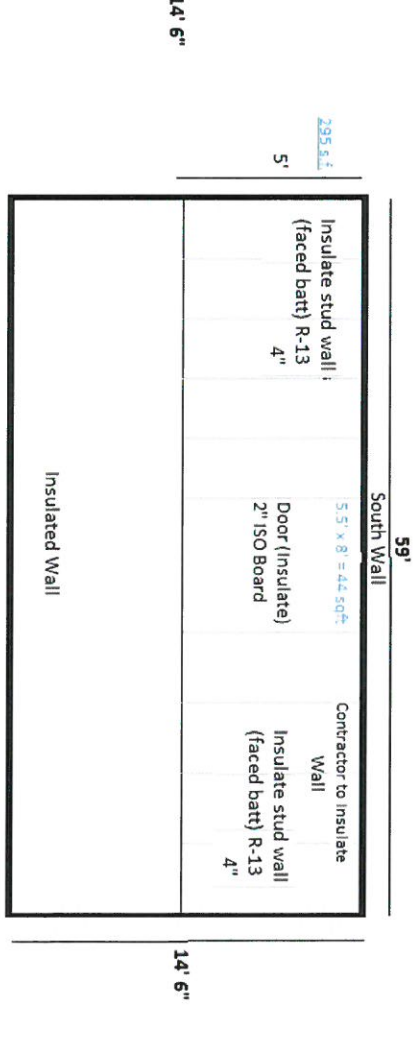 59'
South Wall
295 s.f
5'
Insulate stud wall
(faced batt) R-13
4"
5.5' x 8' = 44 sqft
Door (Insulate)
2" ISO Board
Contractor to Insulate
Wall
Insulate stud wall
(faced batt) R-13
4"
Insulated Wall
14' 6"
14' 6"